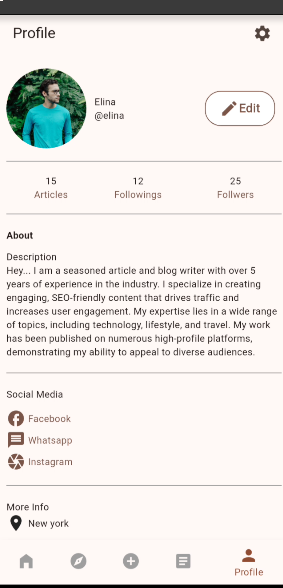 Profile
Elina
@elina
Edit
15
Articles
12
Followings
25
Follwers
About
Description
Hey... I am a seasoned article and blog writer with over 5
years of experience in the industry. I specialize in creating
engaging, SEO-friendly content that drives traffic and
increases user engagement. My expertise lies in a wide range
of topics, including technology, lifestyle, and travel. My work
has been published on numerous high-profile platforms,
demonstrating my ability to appeal to diverse audiences.
Social Media
Facebook
Whatsapp
Instagram
More Info
New york
Profile